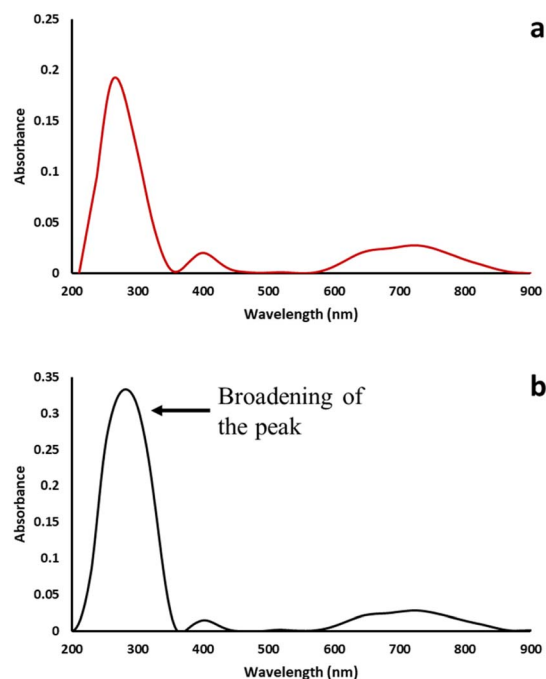 a
0.25
0.2
0.15
0.1
0.05
0
Absorbance
200 300 400 500 600 700 800 900
Wavelength (nm)
b
0.35
0.3
0.25
0.2
0.15
0.1
0.05
0
Absorbance
Broadening of
the peak
200 300 400 500 600 700 800 900
Wavelength (nm)